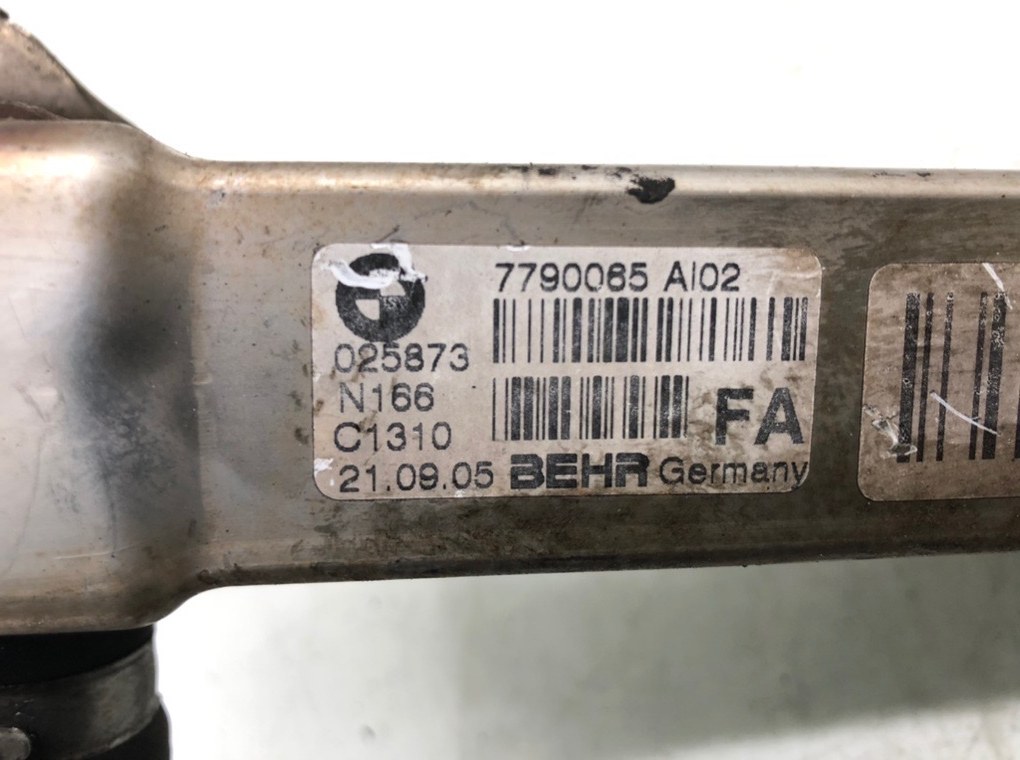 7790065 AI02
025873
N166
FA
C1310
21.09.05 BEHR Germany